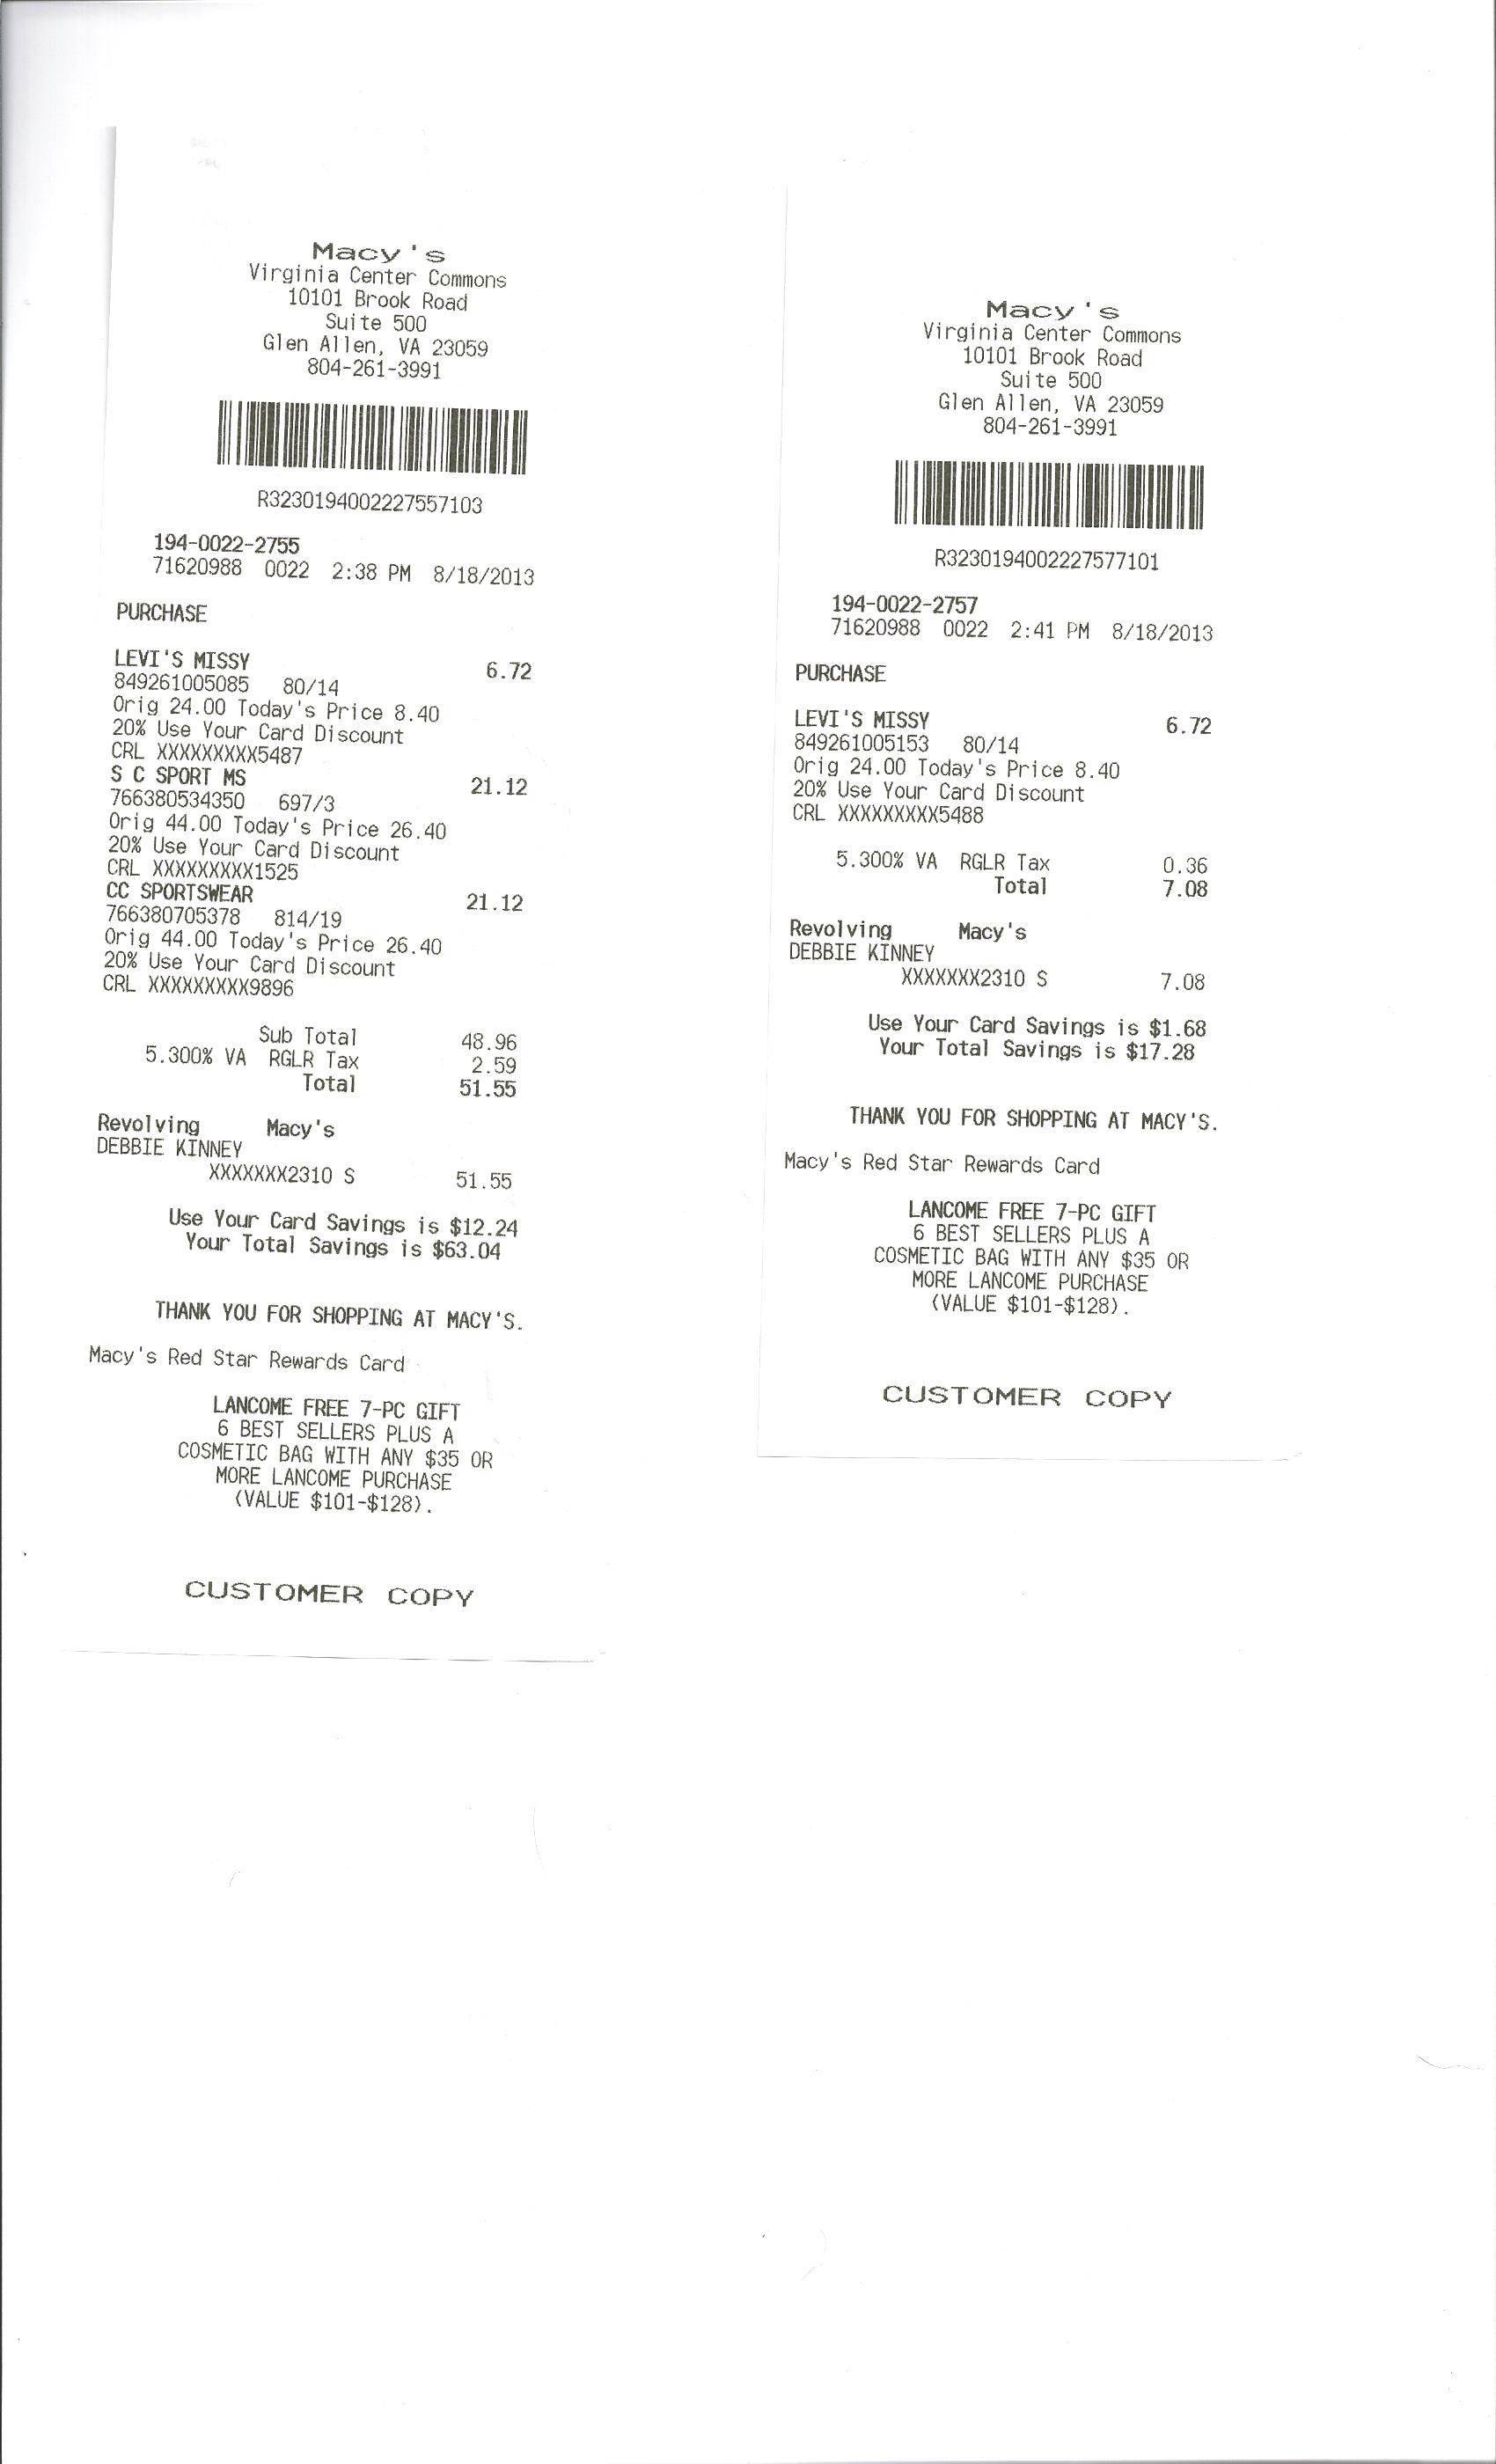 Macy's
Virginia Center Commons
10101 Brook Road
Suite 500
Glen Allen, VA 23059
804-261-3991
R3230194002227557103
194-0022-2755
71620988 0022 2:38 PM 8/18/2013
PURCHASE
LEVI'S MISSY 6.72
849261005085 80/14
Orig 24.00 Today's Price 8.40
20% Use Your Card Discount
CRL XXXXXXXXX5487
S C SPORT MS 21.12
766380534350 697/3
Orig 44.00 Today's Price 26.40
20% Use Your Card Discount
CRL XXXXXXXXX1525
CC SPORTSWEAR 21.12
766380705378 814/19
Orig 44.00 Today's Price 26.40
20% Use Your Card Discount
CRL XXXXXXXXX9896
Sub Total 48.96
5.300% VA RGLR Tax 2.59
Total 51.55
Revolving Macy's
DEBBIE KINNEY
XXXXXXX2310 S 51.55
Use Your Card Savings is $12.24
Your Total Savings is $63.04
THANK YOU FOR SHOPPING AT MACY'S.
Macy's Red Star Rewards Card
LANCOME FREE 7-PC GIFT
6 BEST SELLERS PLUS A
COSMETIC BAG WITH ANY $35 OR
MORE LANCOME PURCHASE
(VALUE $101-$128).
CUSTOMER COPY
Macy's
Virginia Center Commons
10101 Brook Road
Suite 500
Glen Allen, VA 23059
804-261-3991
R3230194002227577101
194-0022-2757
71620988 0022 2:41 PM 8/18/2013
PURCHASE
LEVI'S MISSY 6.72
849261005153 80/14
Orig 24.00 Today's Price 8.40
20% Use Your Card Discount
CRL XXXXXXXXX5488
5.300% VA RGLR Tax 0.36
Total 7.08
Revolving Macy's
DEBBIE KINNEY
XXXXXXX2310 S 7.08
Use Your Card Savings is $1.68
Your Total Savings is $17.28
THANK YOU FOR SHOPPING AT MACY'S.
Macy's Red Star Rewards Card
LANCOME FREE 7-PC GIFT
6 BEST SELLERS PLUS A
COSMETIC BAG WITH ANY $35 OR
MORE LANCOME PURCHASE
(VALUE $101-$128).
CUSTOMER COPY